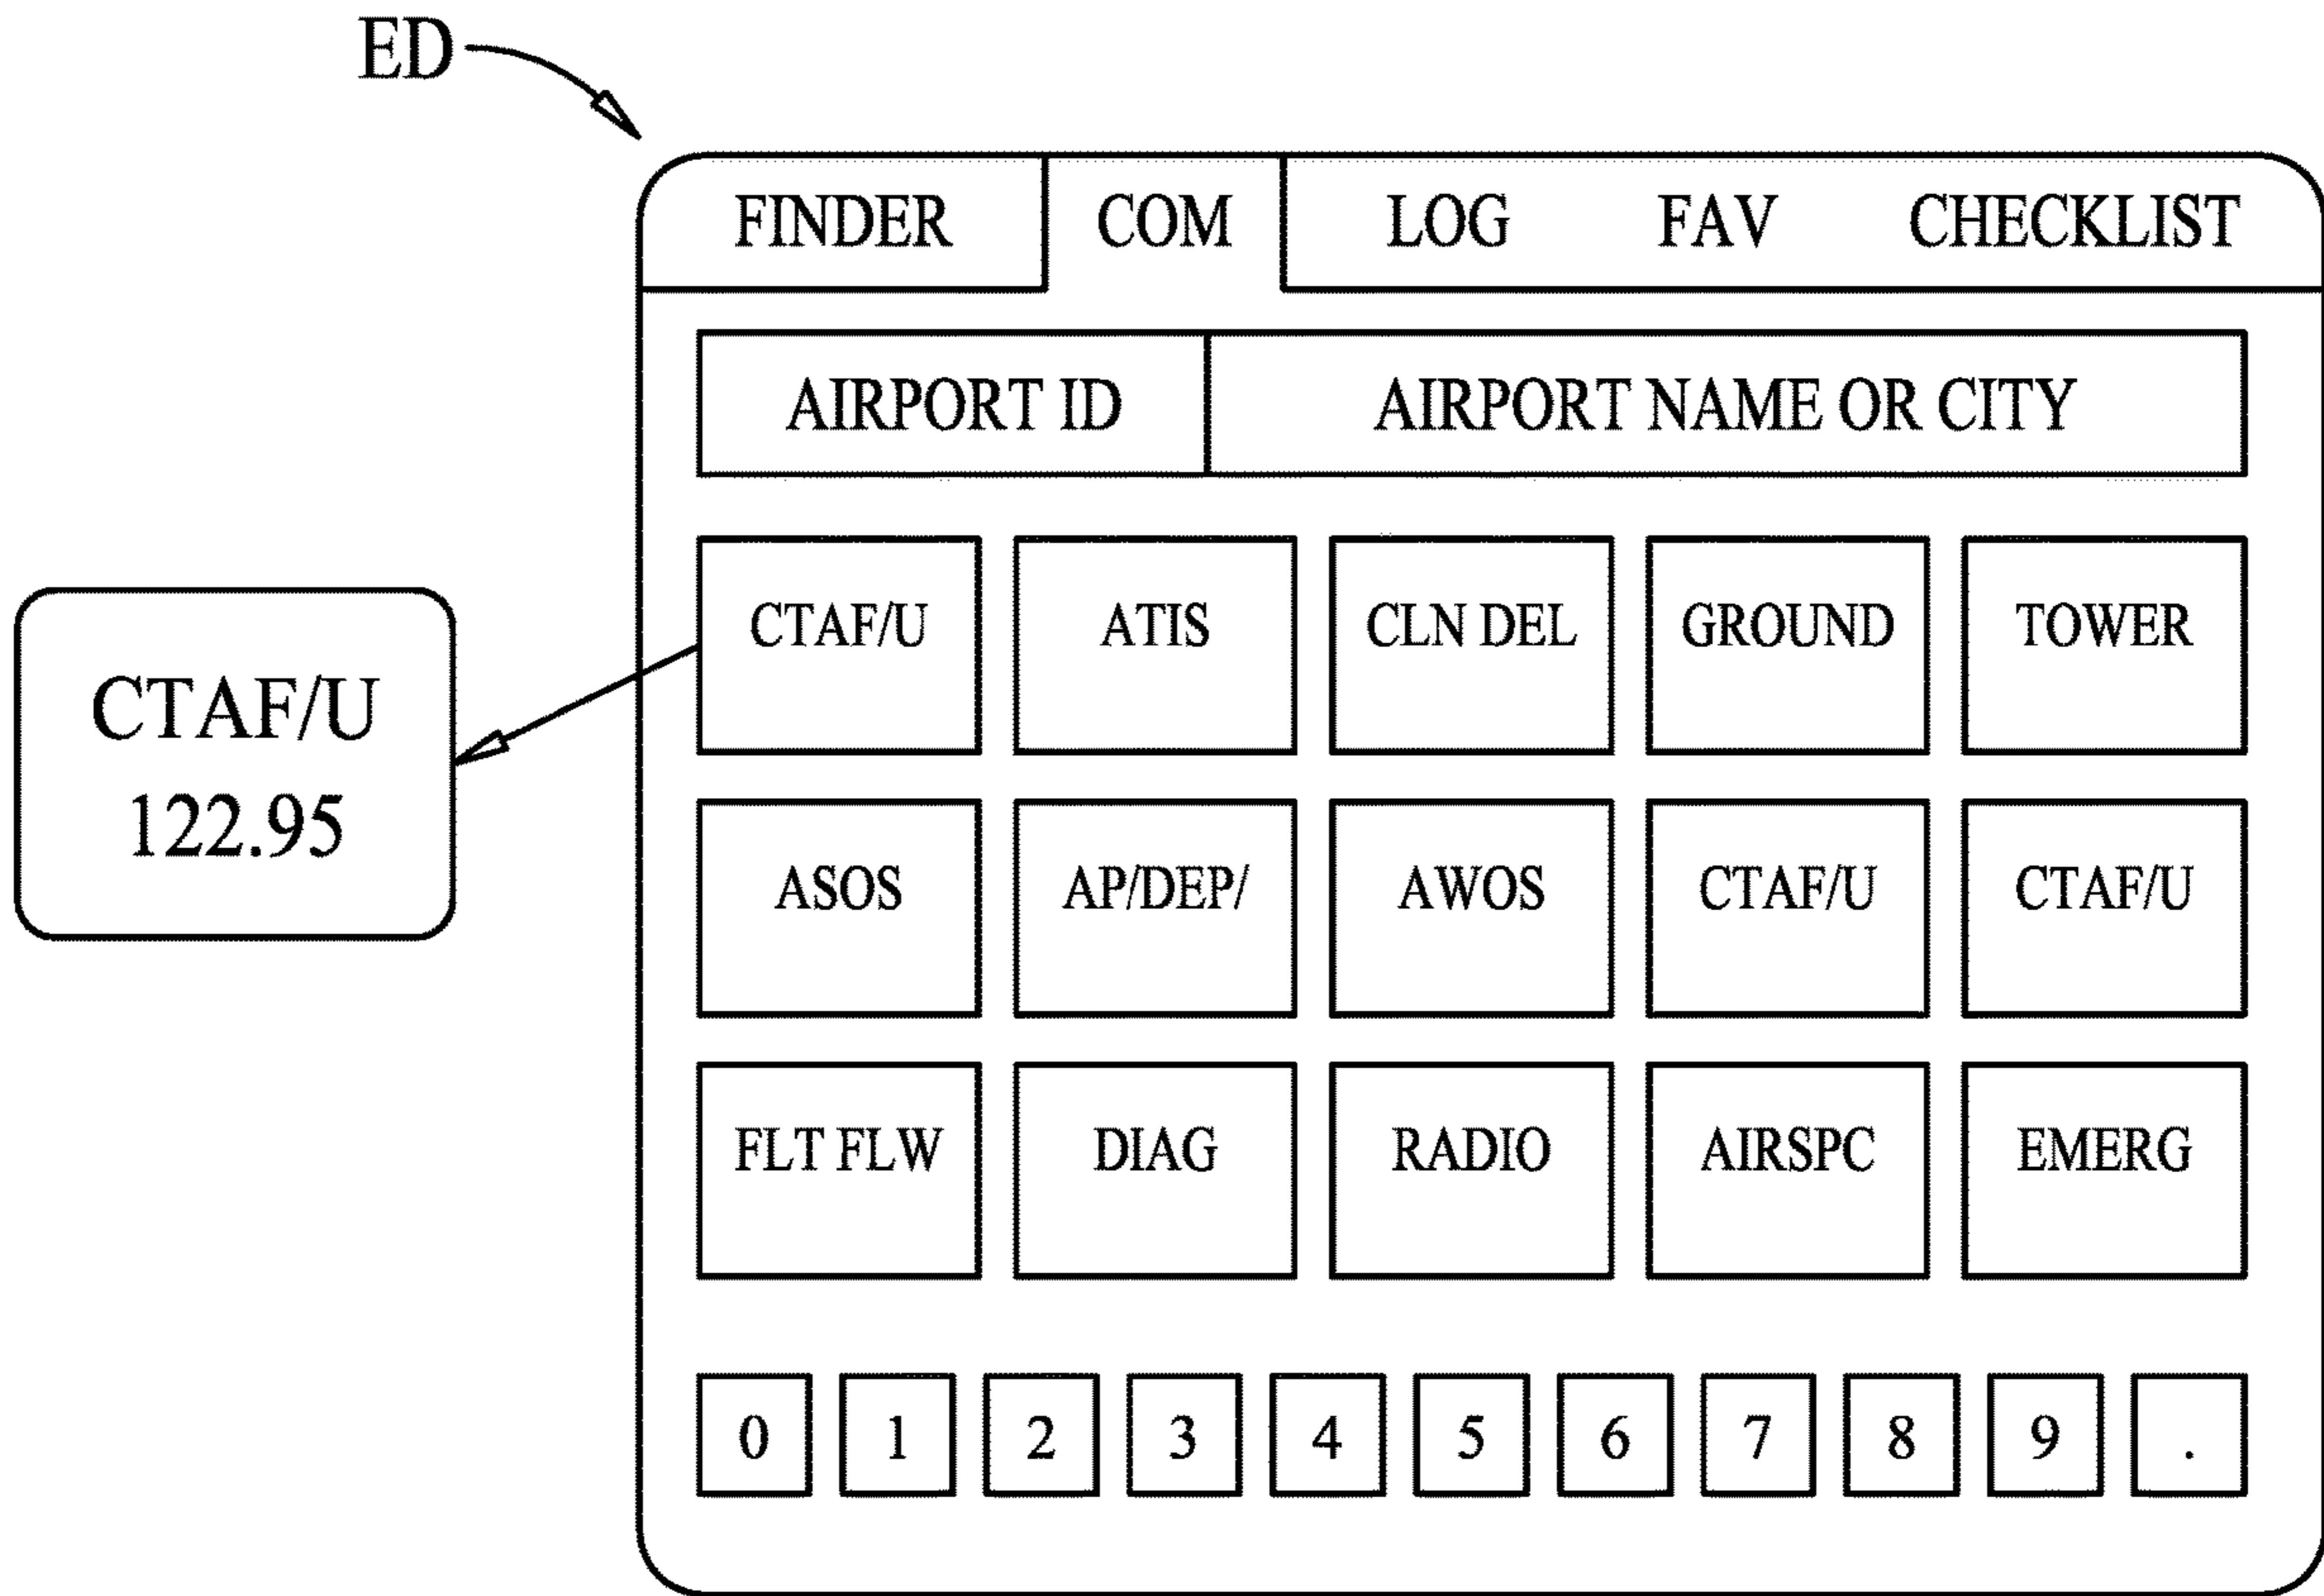 ED
FINDER COM LOG FAV CHECKLIST
AIRPORT ID AIRPORT NAME OR CITY
CTAF/U ATIS CLN DEL GROUND TOWER
CTAF/U
122.95
ASOS AP/DEP/ AWOS CTAF/U CTAF/U
FLT FLW DIAG RADIO AIRSPC EMERG
0 1 2 3 4 5 6 7 8 9 .